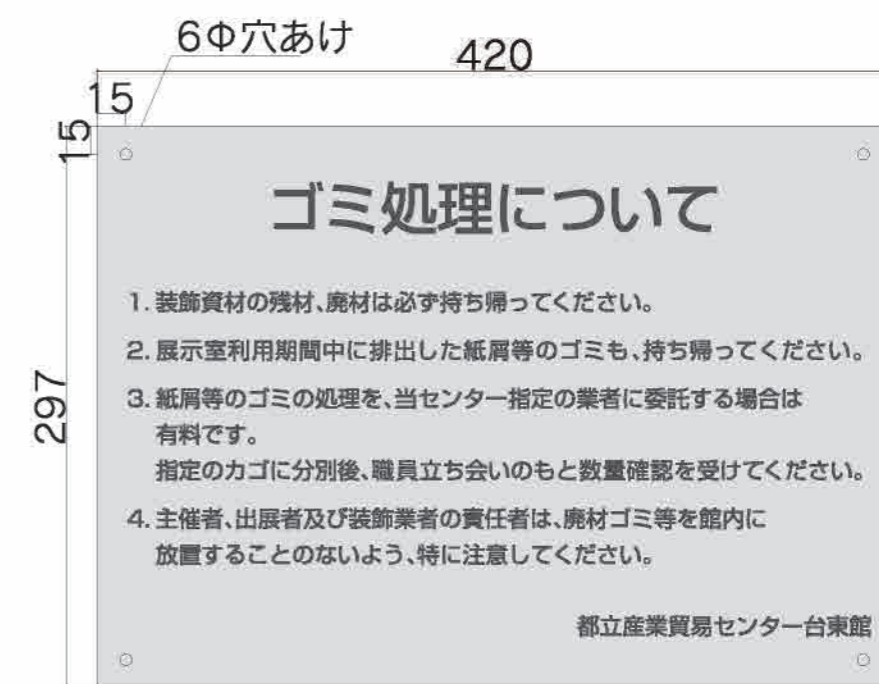 6Φ穴あけ
420
15
15
297
ゴミ処理について
1. 装飾資材の残材、廃材は必ず持ち帰ってください。
2. 展示室利用期間中に排出した紙屑等のゴミも、持ち帰ってください。
3. 紙屑等のゴミの処理を、当センター指定の業者に委託する場合は
有料です。
指定のカゴに分別後、職員立ち会いのもと数量確認を受けてください。
4. 主催者、出展者及び装飾業者の責任者は、廃材ゴミ等を館内に
放置することのないよう、特に注意してください。
都立産業貿易センター台東館